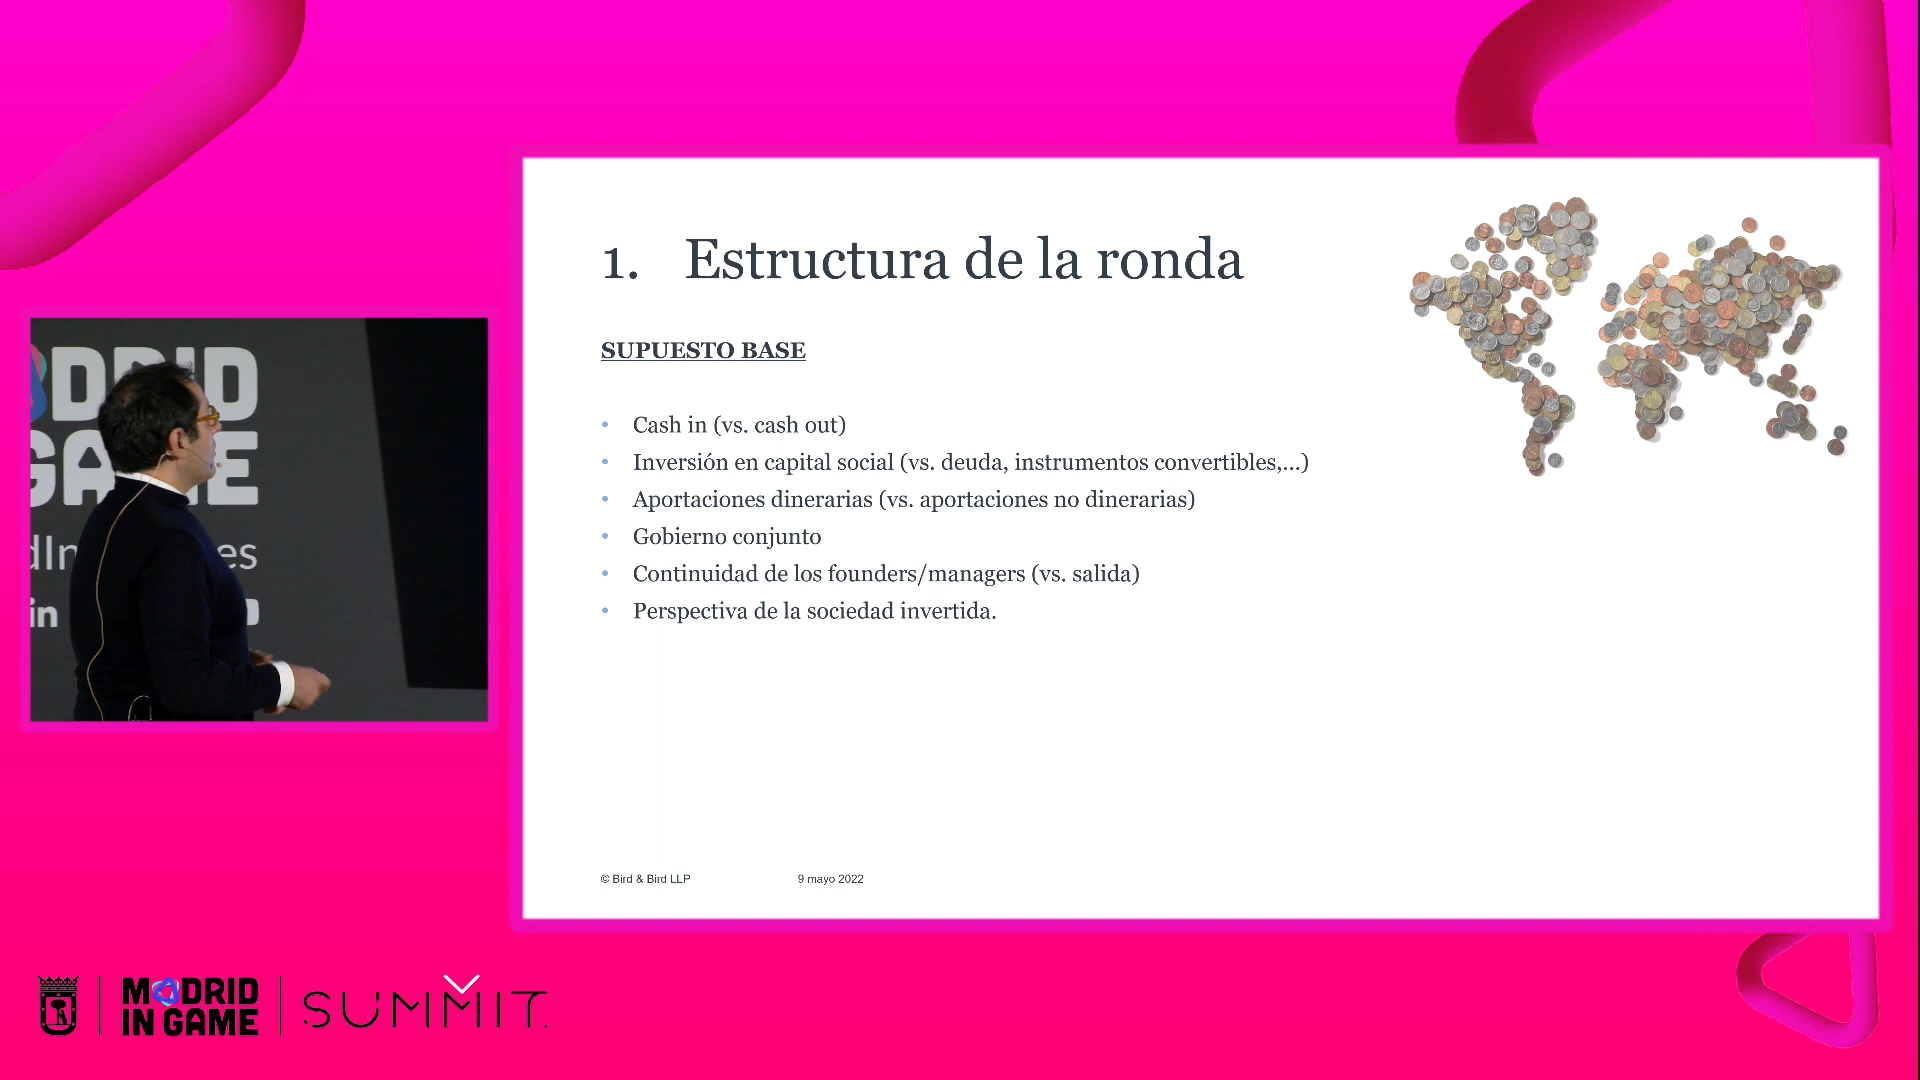 1. Estructura de la ronda
SUPUESTO BASE
• Cash in (vs. cash out)
• Inversión en capital social (vs. deuda, instrumentos convertibles,...)
• Aportaciones dinerarias (vs. aportaciones no dinerarias)
• Gobierno conjunto
• Continuidad de los founders/managers (vs. salida)
• Perspectiva de la sociedad invertida.
© Bird & Bird LLP 9 mayo 2022
MADRID
IN GAME
SUMMIT.